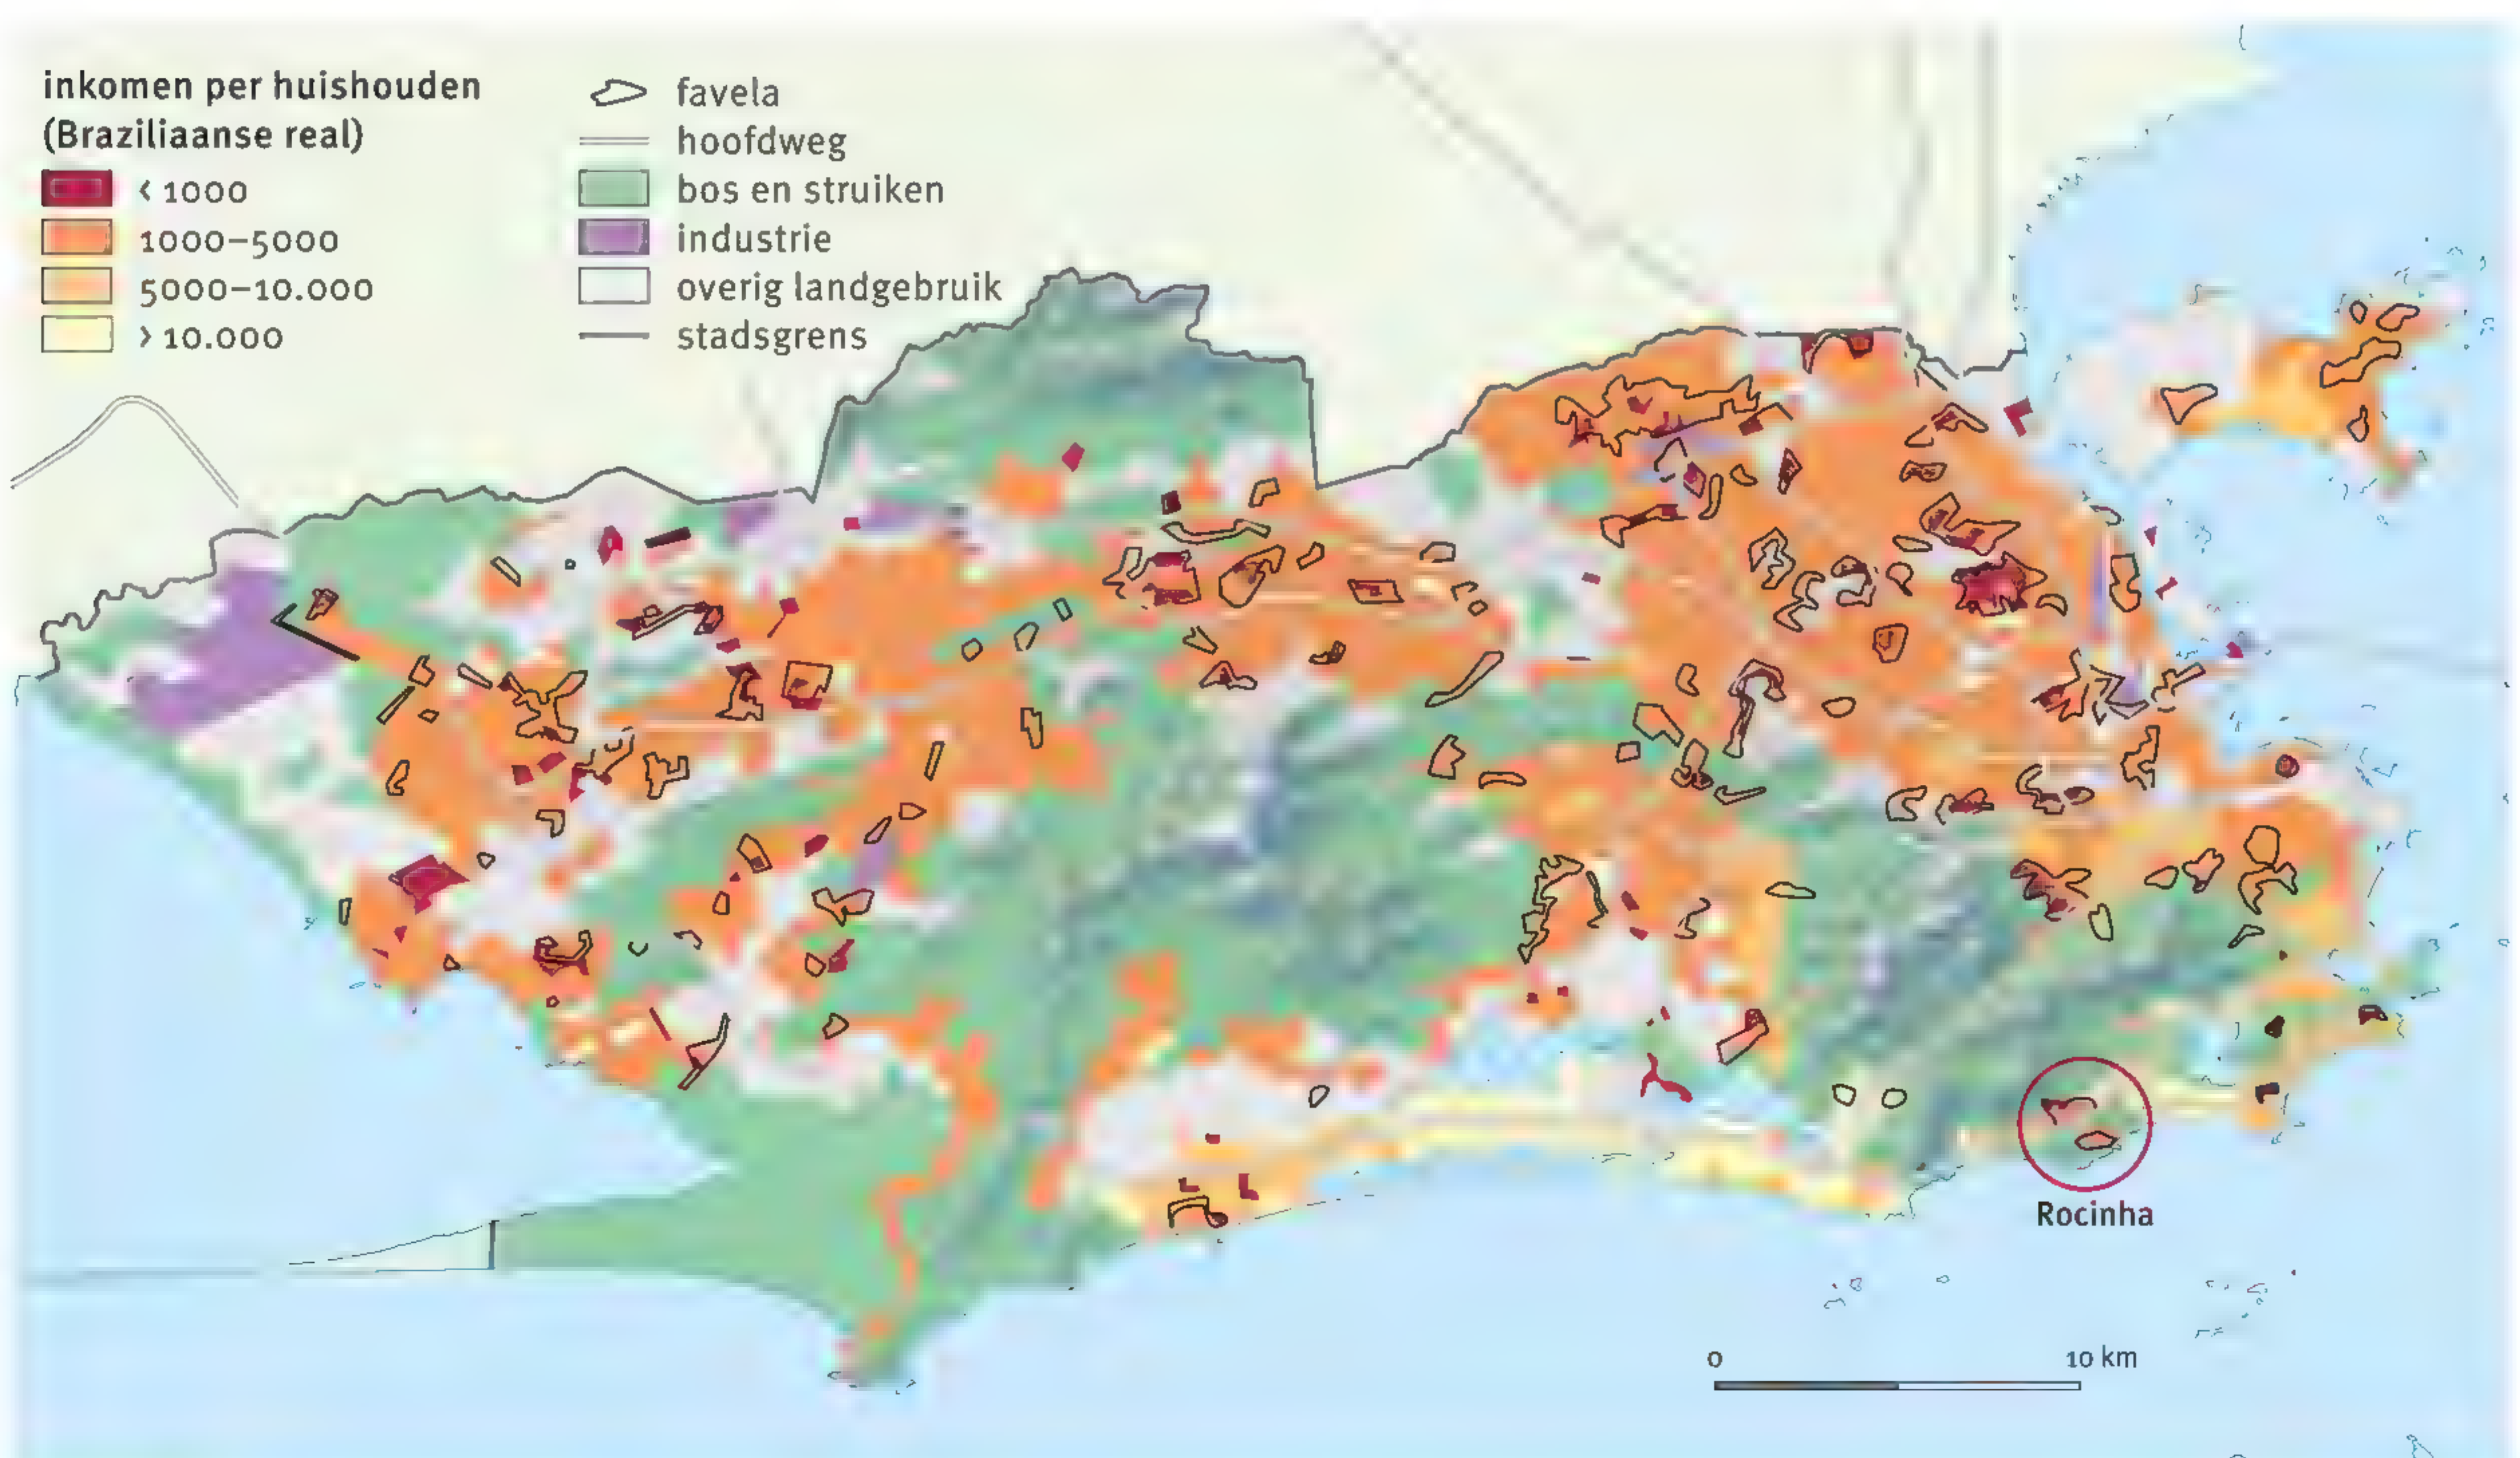 inkomen per huishouden
(Braziliaanse real)
< 1000
1000–5000
5000–10.000
> 10.000
favela
hoofdweg
bos en struiken
industrie
overig landgebruik
stadsgrens
Rocinha
0 10 km